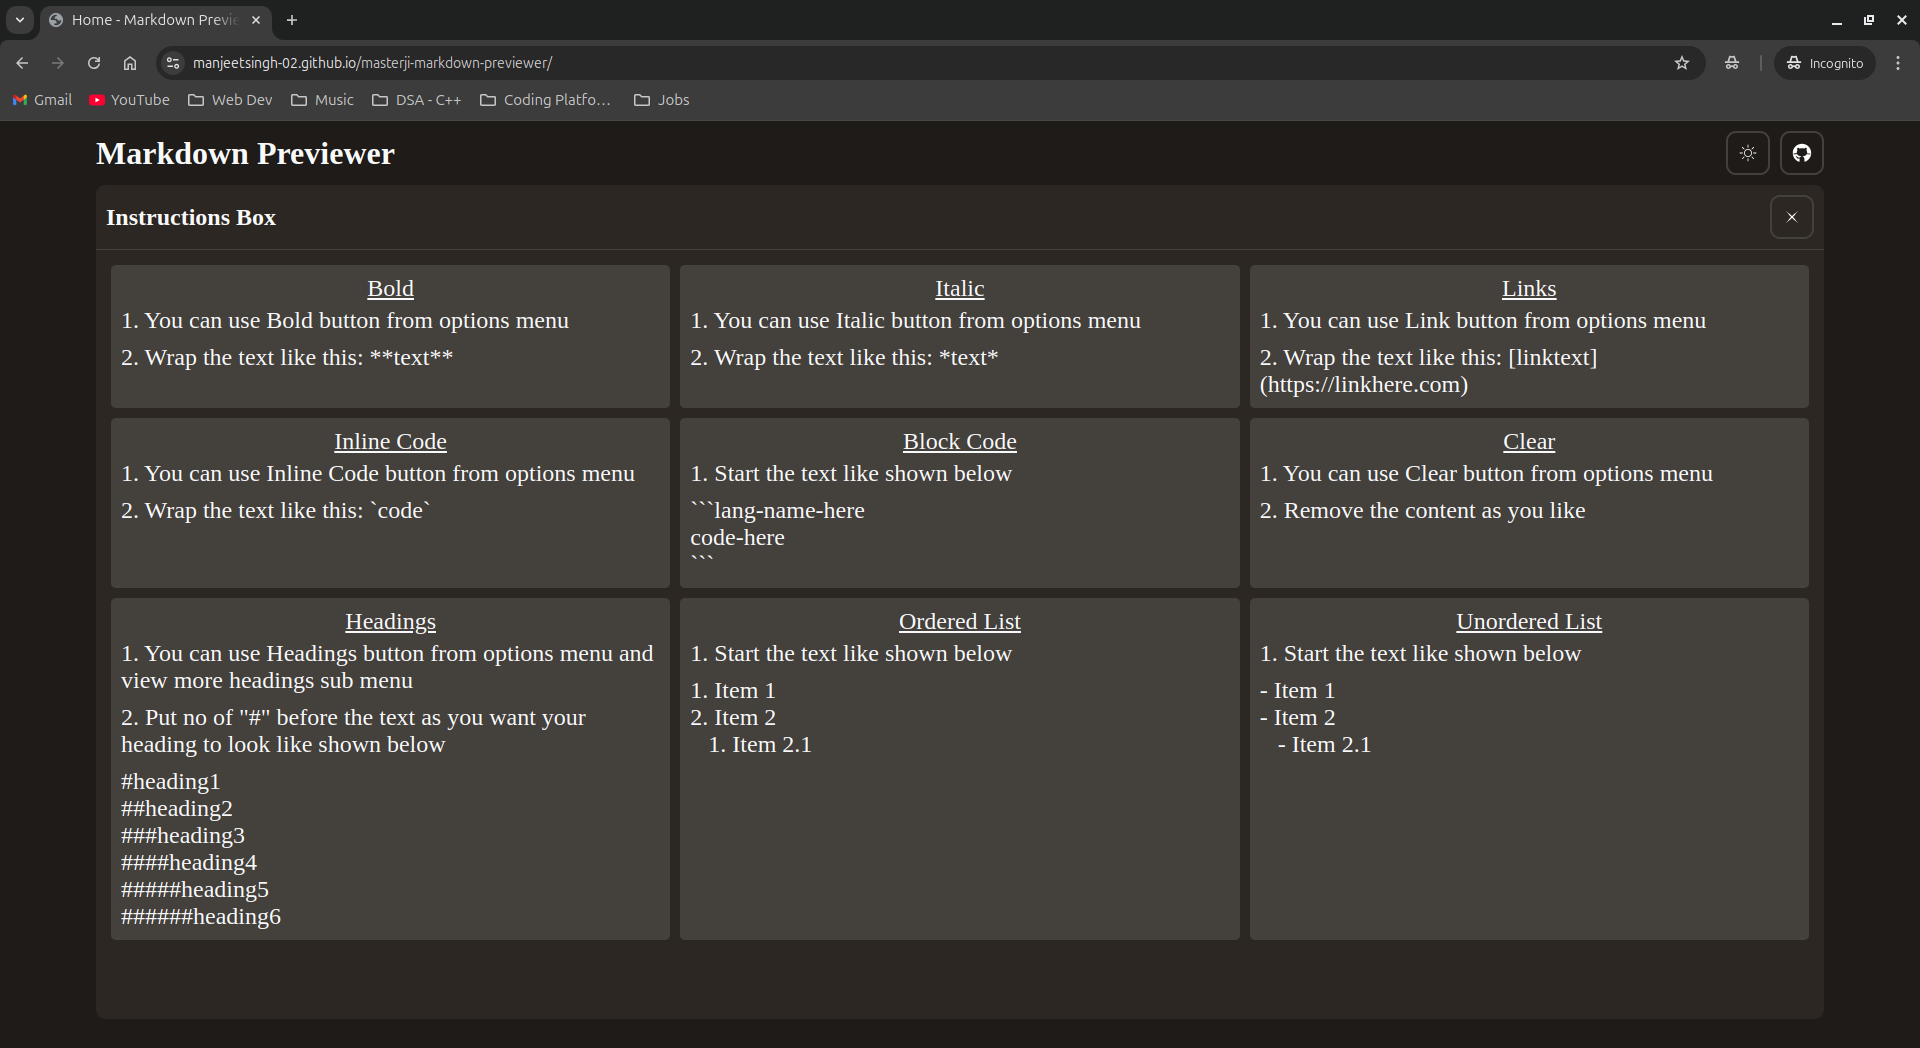 Home - Markdown Previe
manjeetsingh-02.github.io/masterji-markdown-previewer/
Incognito
Gmail
YouTube
Web Dev
Music
DSA - C++
Coding Platfo...
Jobs
Markdown Previewer
Instructions Box
Bold
1. You can use Bold button from options menu
2. Wrap the text like this: **text**
Italic
1. You can use Italic button from options menu
2. Wrap the text like this: *text*
Links
1. You can use Link button from options menu
2. Wrap the text like this: [linktext]
(https://linkhere.com)
Inline Code
1. You can use Inline Code button from options menu
2. Wrap the text like this: `code`
Block Code
1. Start the text like shown below
```lang-name-here
code-here
```
Clear
1. You can use Clear button from options menu
2. Remove the content as you like
Headings
1. You can use Headings button from options menu and
view more headings sub menu
2. Put no of "#" before the text as you want your
heading to look like shown below
#heading1
##heading2
###heading3
####heading4
#####heading5
######heading6
Ordered List
1. Start the text like shown below
1. Item 1
2. Item 2
1. Item 2.1
Unordered List
1. Start the text like shown below
- Item 1
- Item 2
- Item 2.1